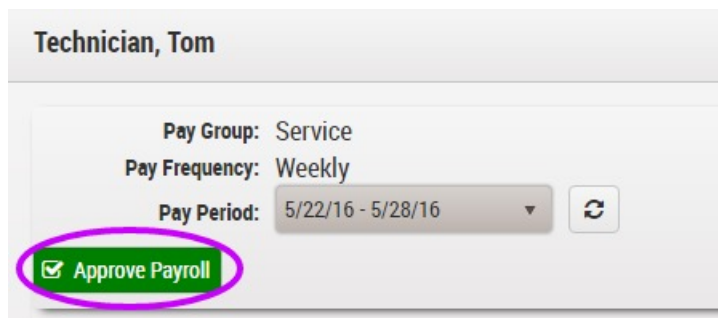 Technician, Tom
Pay Group: Service
Pay Frequency: Weekly
Pay Period: 5/22/16 - 5/28/16
Approve Payroll